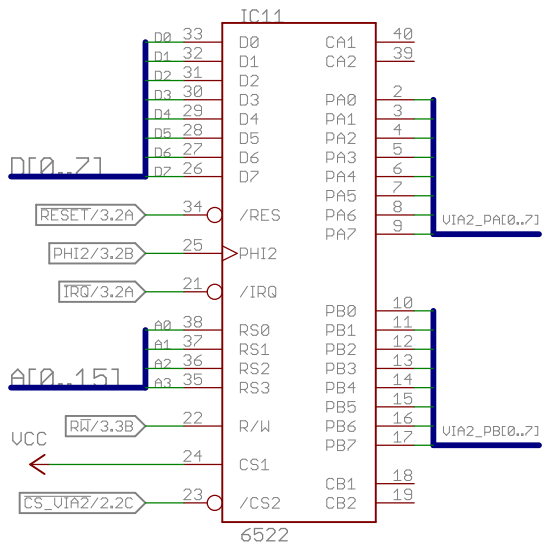 IC11
D0 33 D0 CA1 40
D1 32 D1 CA2 39
D2 31 D2
D3 30 D3 PA0 2
D4 29 D4 PA1 3
D5 28 D5 PA2 4
D6 27 D6 PA3 5
D[0..7] D7 26 D7 PA4 6
PA5 7
RESET/3.2A 34 /RES PA6 8 VIA2_PA[0..7]
PA7 9
PHI2/3.2B 25 PHI2
IRQ/3.2A 21 /IRQ
PB0 10
A0 38 RS0 PB1 11
A1 37 RS1 PB2 12
A2 36 RS2 PB3 13
A[0..15] A3 35 RS3 PB4 14
PB5 15
RW/3.3B 22 R/W PB6 16 VIA2_PB[0..7]
VCC PB7 17
24 CS1
CB1 18
CS_VIA2/2.2C 23 /CS2 CB2 19
6522